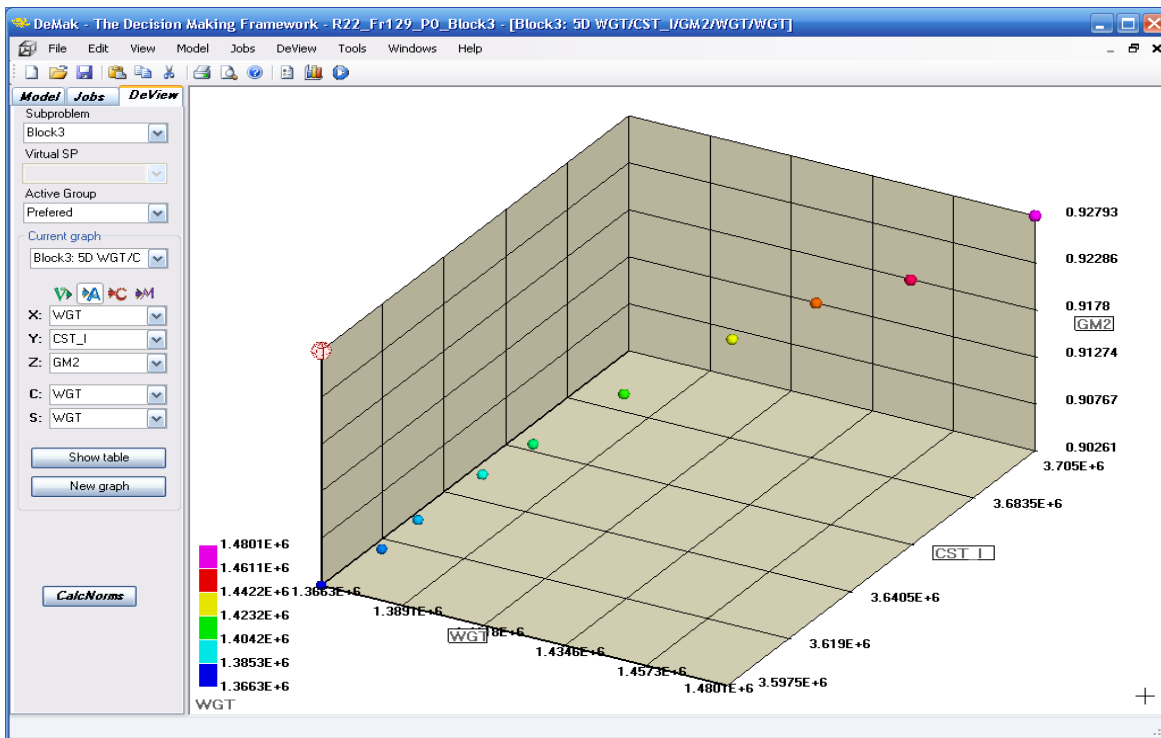 DeMak - The Decision Making Framework - R22_Fr129_P0_Block3 - [Block3: 5D WGT/CST_I/GM2/WGT/WGT]
File Edit View Model Jobs DeView Tools Windows Help
Model Jobs DeView
Subproblem
Block3
Virtual SP
Active Group
Prefered
Current graph
Block3: 5D WGT/C
V A C M
X: WGT
Y: CST_I
Z: GM2
C: WGT
S: WGT
Show table
New graph
CalcNorms
0.92793
0.92286
0.9178
GM2
0.91274
0.90767
0.90261
3.705E+6
3.6835E+6
CST_I
3.6405E+6
3.619E+6
3.5975E+6
1.3663E+6
1.3891E+6
WGT
1.4346E+6
1.4573E+6
1.4801E+6
1.4801E+6
1.4611E+6
1.4422E+6
1.4232E+6
1.4042E+6
1.3853E+6
1.3663E+6
WGT